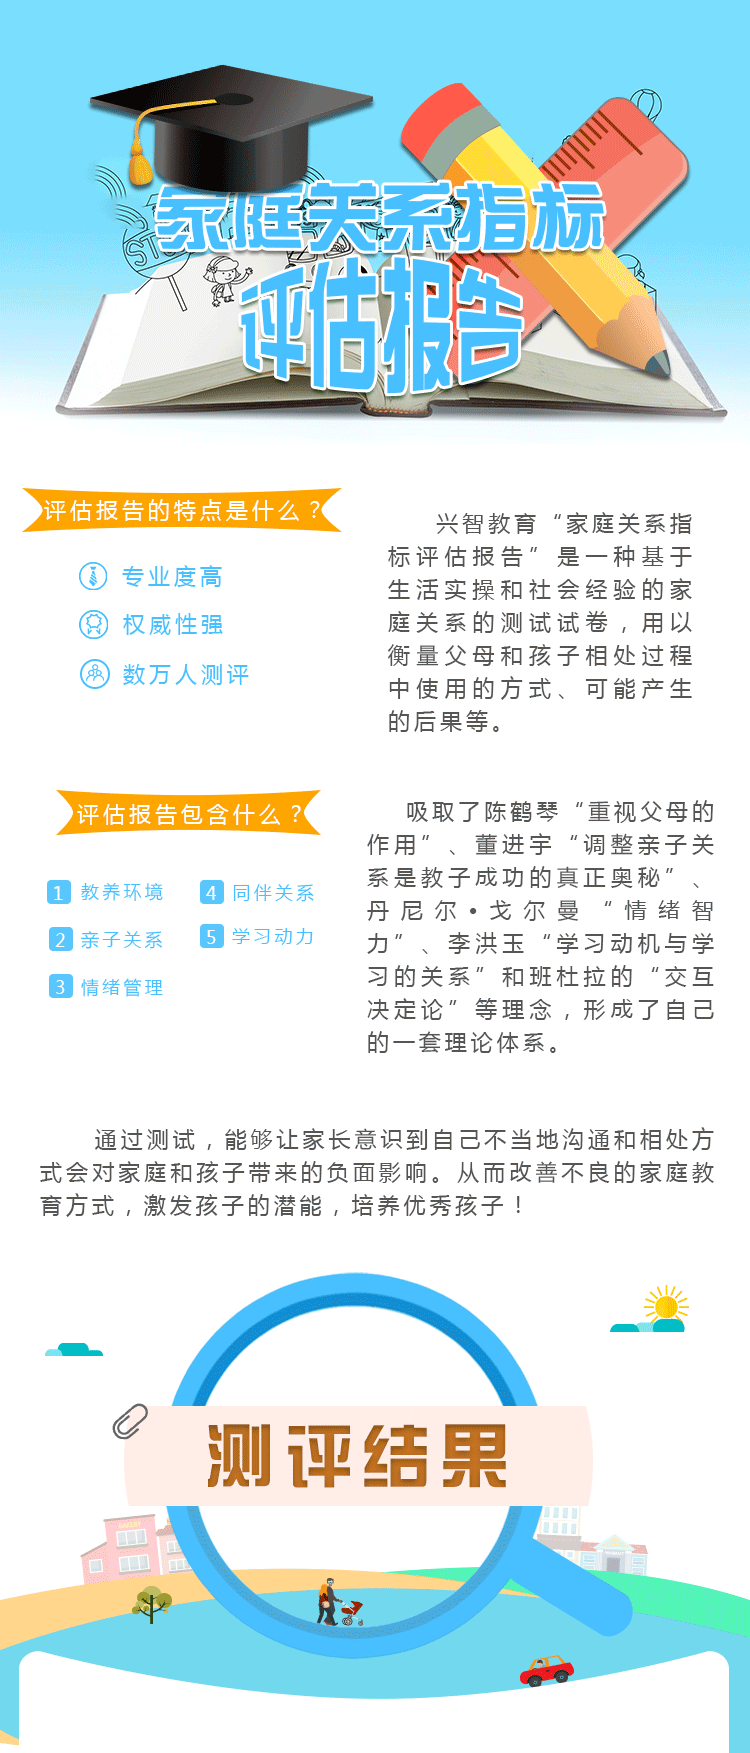 家庭关系指标
评估报告
评估报告的特点是什么？
专业度高
权威性强
数万人测评
兴智教育“家庭关系指
标评估报告”是一种基于
生活实操和社会经验的家
庭关系的测试试卷，用以
衡量父母和孩子相处过程
中使用的方式、可能产生
的后果等。
评估报告包含什么？
1 教养环境
2 亲子关系
3 情绪管理
4 同伴关系
5 学习动力
吸取了陈鹤琴“重视父母的
作用”、董进宇“调整亲子关
系是教子成功的真正奥秘”、
丹尼尔•戈尔曼“情绪智
力”、李洪玉“学习动机与学
习的关系”和班杜拉的“交互
决定论”等理念，形成了自己
的一套理论体系。
通过测试，能够让家长意识到自己不当地沟通和相处方
式会对家庭和孩子带来的负面影响。从而改善不良的家庭教
育方式，激发孩子的潜能，培养优秀孩子！
测评结果